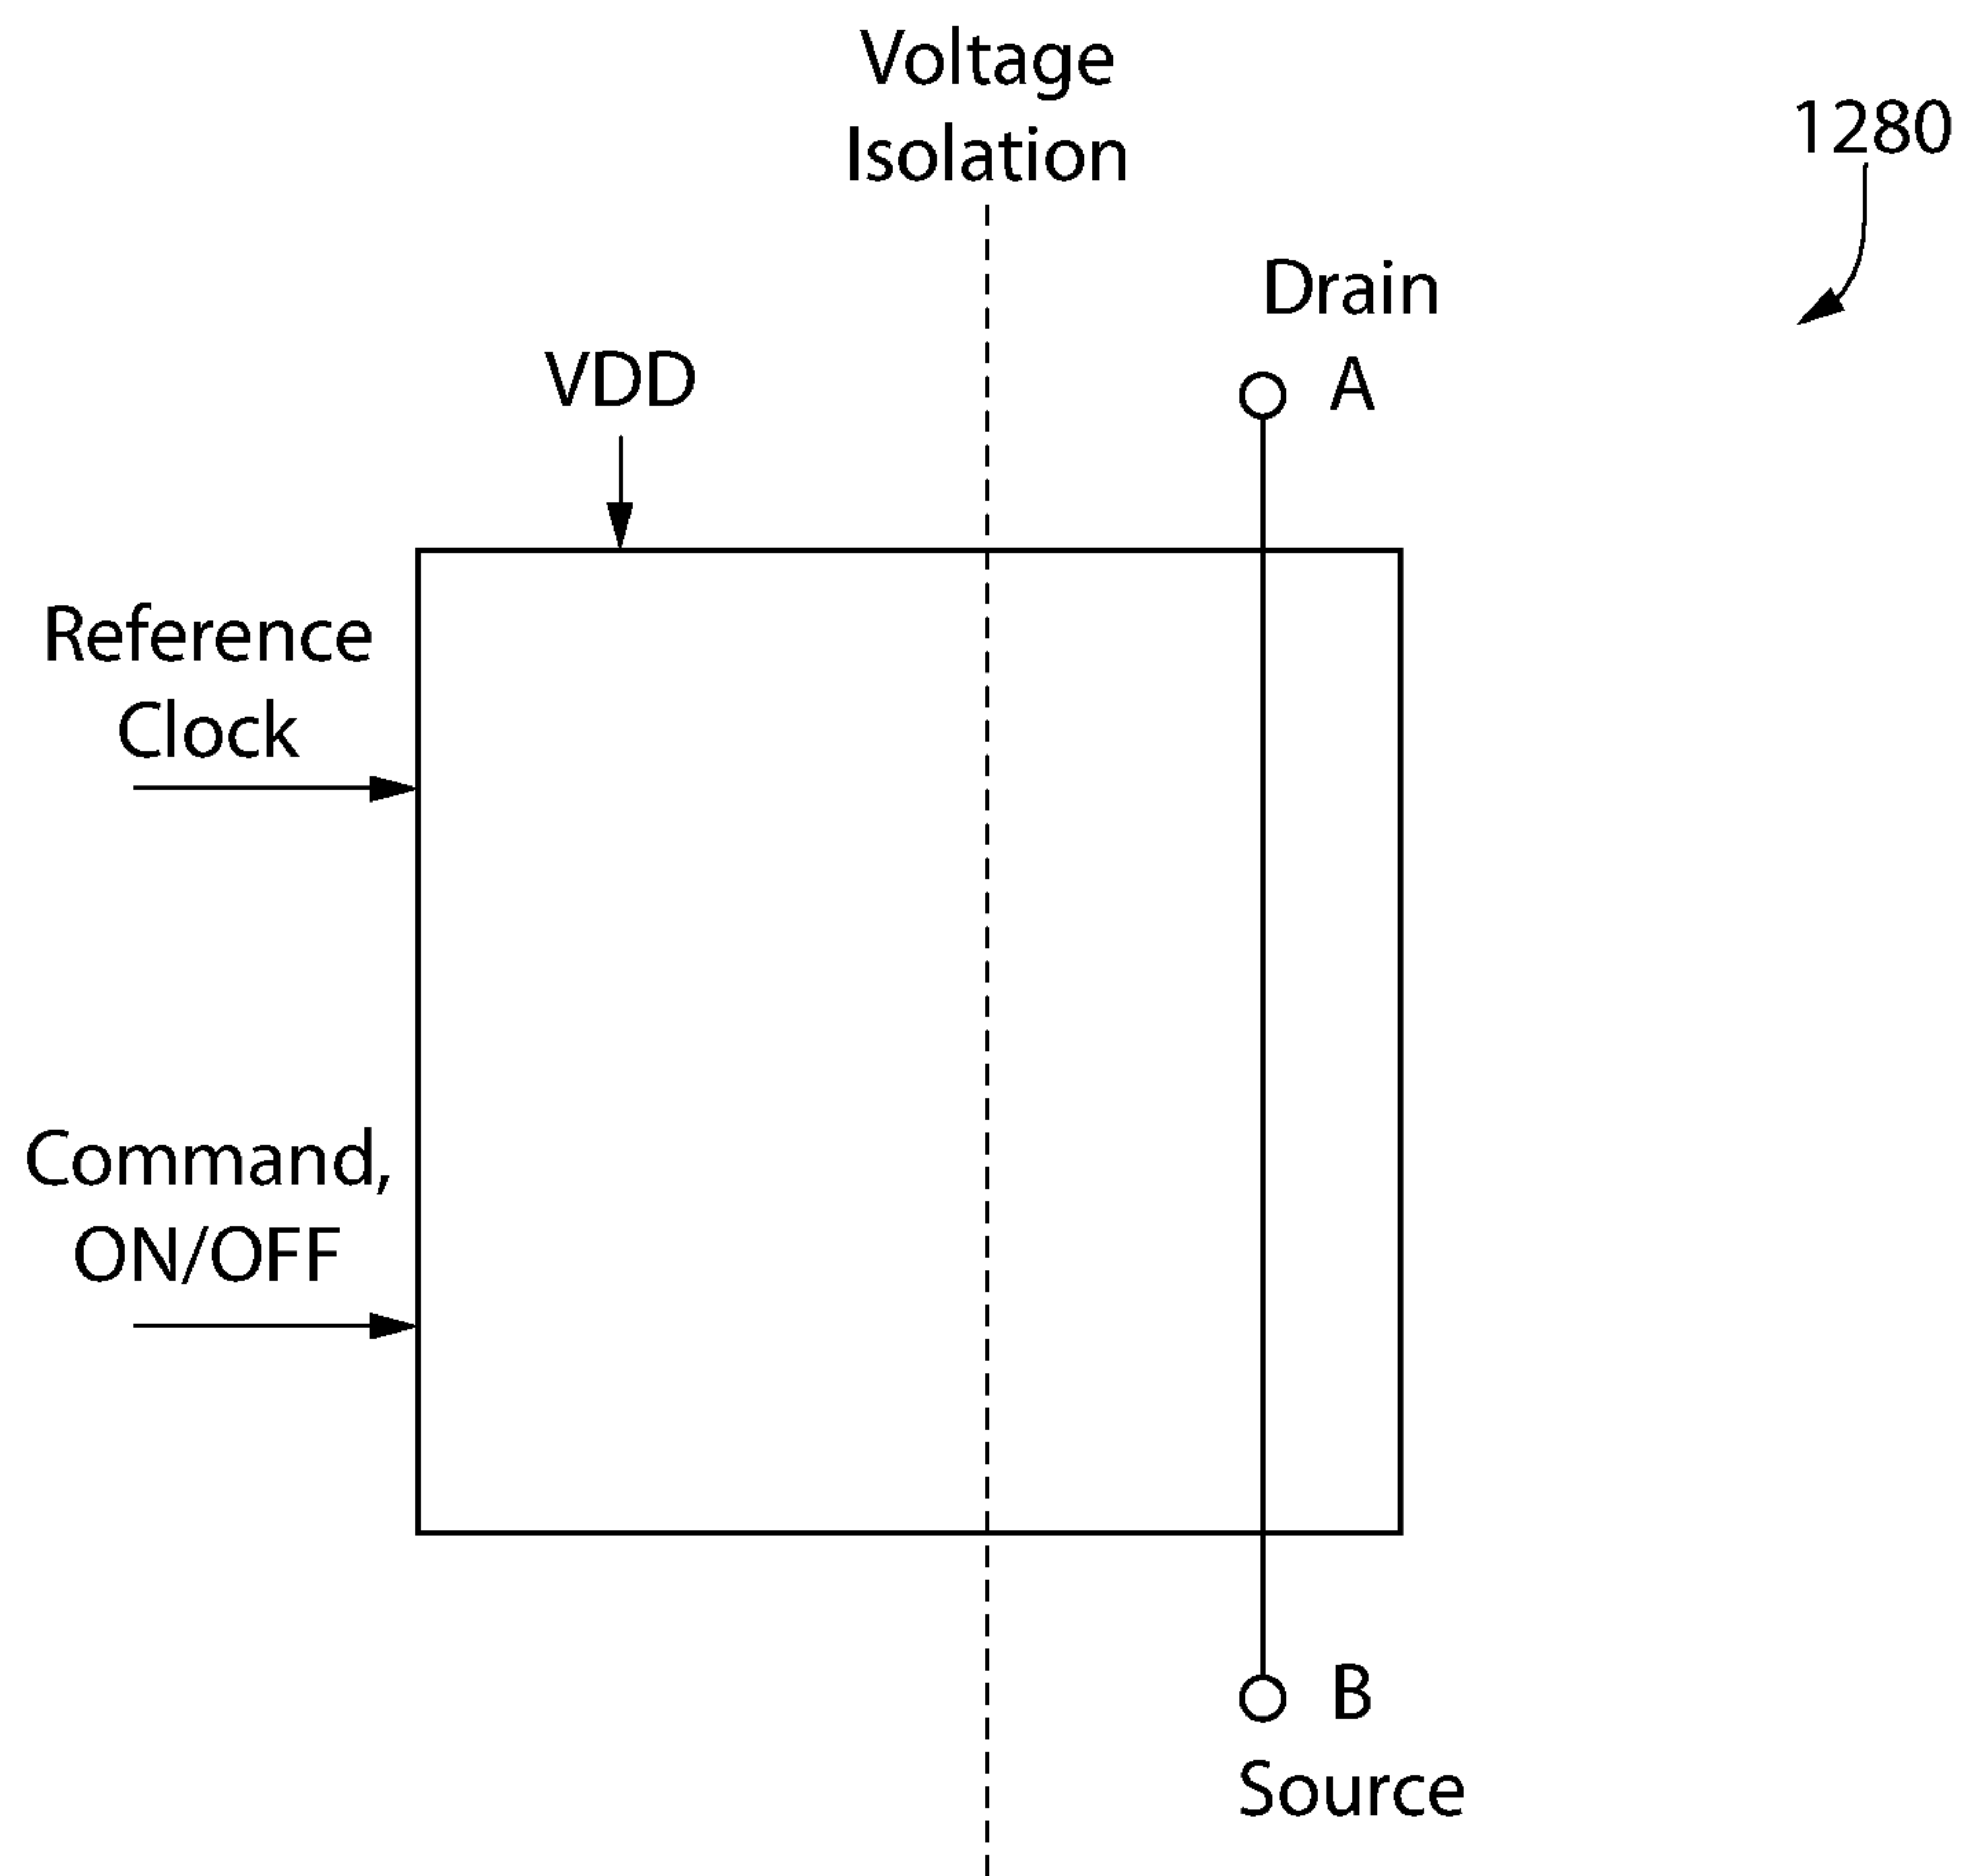 Voltage
Isolation
1280
Drain
A
VDD
Reference
Clock
Command,
ON/OFF
B
Source